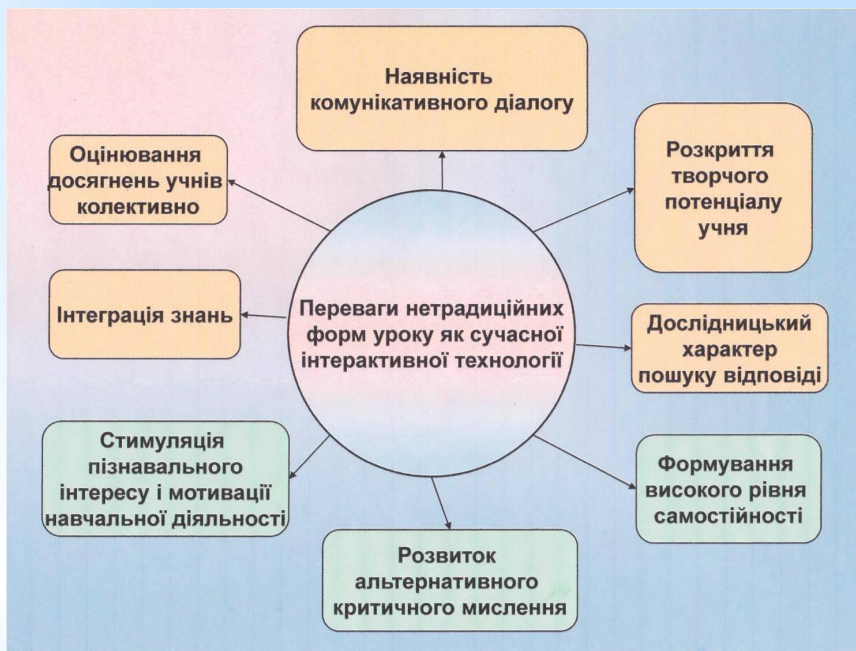 Наявність
комунікативного діалогу
Оцінювання
досягнень учнів
колективно
Розкриття
творчого
потенціалу
учня
Інтеграція знань
Переваги нетрадиційних
форм уроку як сучасної
інтерактивної технології
Дослідницький
характер
пошуку відповіді
Стимуляція
пізнавального
інтересу і мотивації
навчальної діяльності
Формування
високого рівня
самостійності
Розвиток
альтернативного
критичного мислення